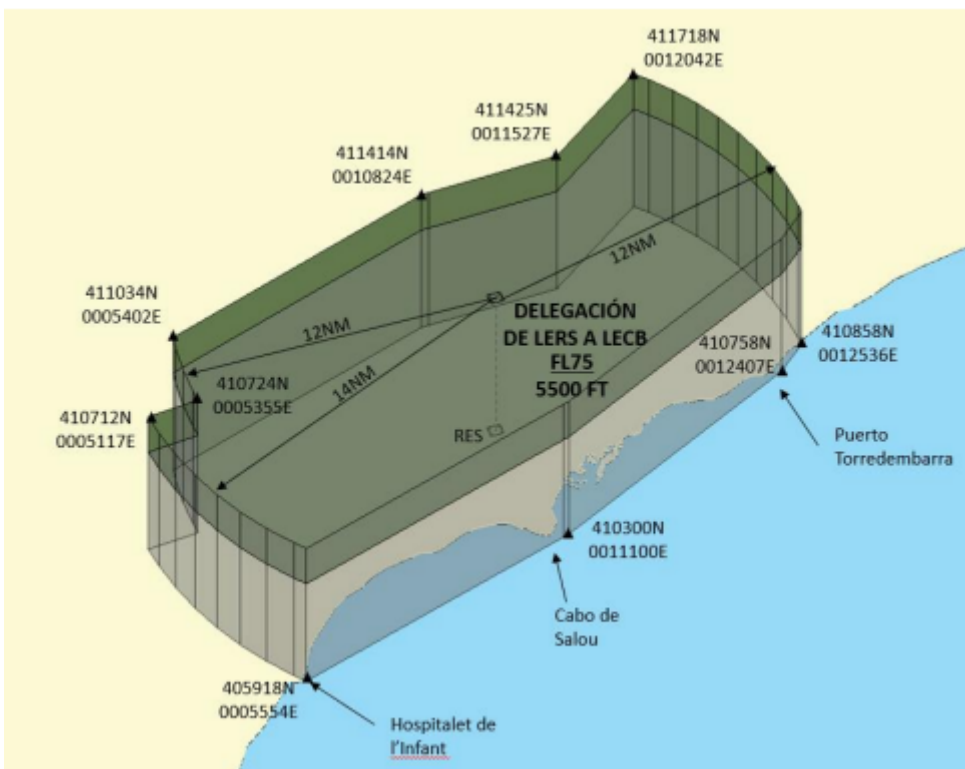 411718N
0012042E
411425N
0011527E
411414N
0010824E
12NM
411034N
0005402E
12NM
DELEGACIÓN
DE LERS A LECB
FL75
5500 FT
410758N
0012407E
410858N
0012536E
410724N
0005355E
14NM
410712N
0005117E
RES
Puerto
Torredembarra
410300N
0011100E
Cabo de
Salou
405918N
0005554E
Hospitalet de
l'Infant